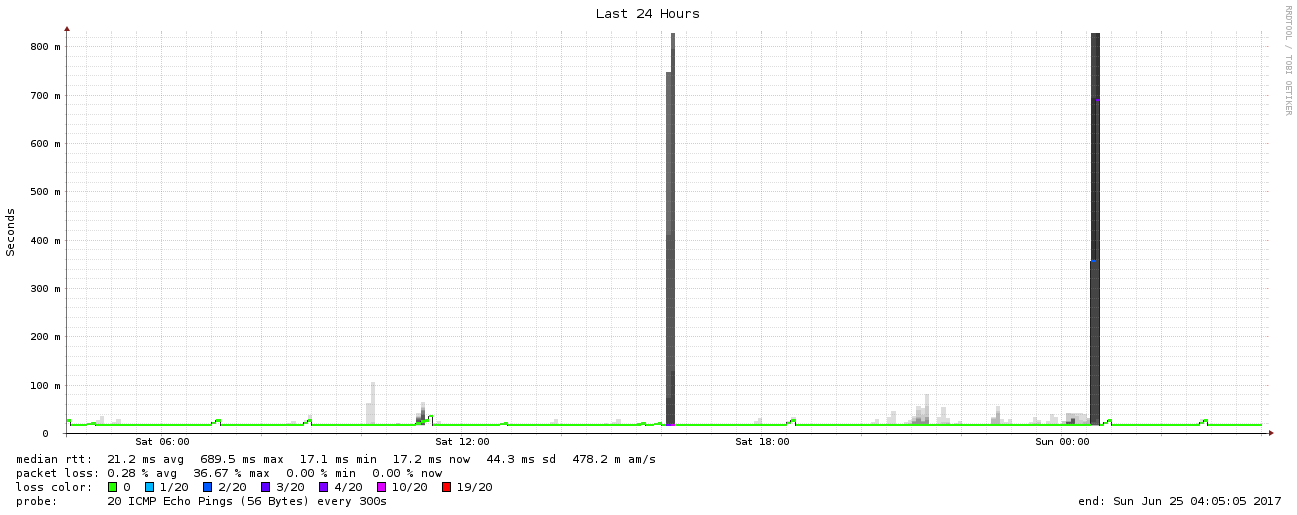 Last 24 Hours
RRDTOOL / TOBI OETIKER
Seconds
800 m
700 m
600 m
500 m
400 m
300 m
200 m
100 m
0
Sat 06:00 Sat 12:00 Sat 18:00 Sun 00:00
median rtt: 21.2 ms avg 689.5 ms max 17.1 ms min 17.2 ms now 44.3 ms sd 478.2 m am/s
packet loss: 0.28 % avg 36.67 % max 0.00 % min 0.00 % now
loss color: 0 1/20 2/20 3/20 4/20 10/20 19/20
probe: 20 ICMP Echo Pings (56 Bytes) every 300s end: Sun Jun 25 04:05:05 2017